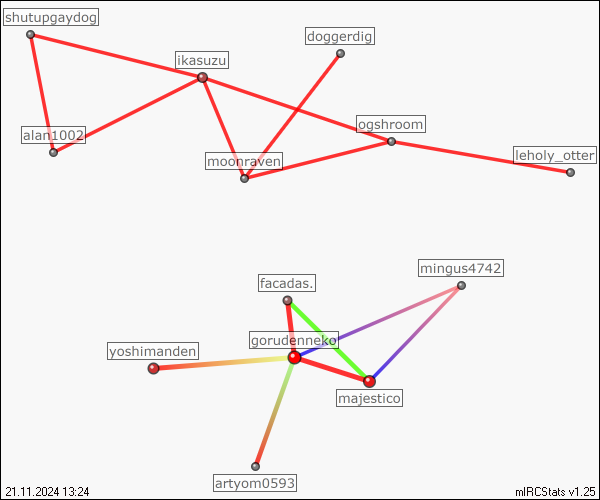 shutupgaydog
doggerdig
ikasuzu
ogshroom
alan1002
moonraven
leholy_otter
mingus4742
facadas.
gorudenneko
yoshimanden
majestico
artyom0593
21.11.2024 13:24
mIRCStats v1.25